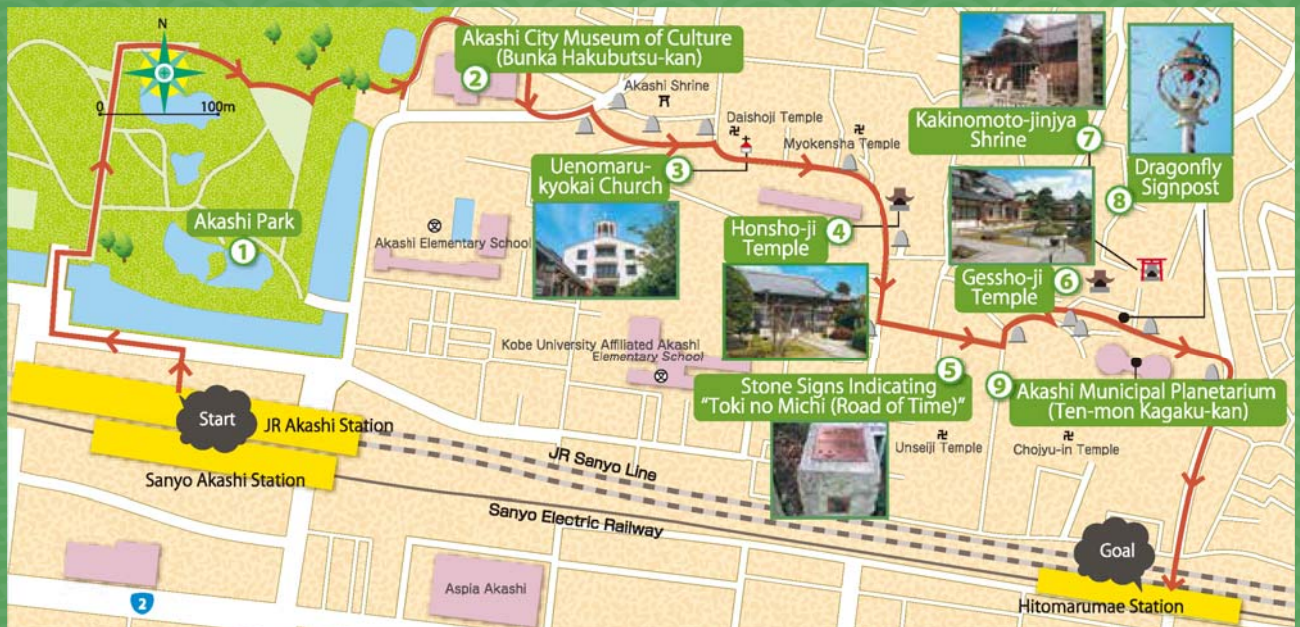 N
0 100m
Akashi Park
1
Akashi City Museum of Culture
(Bunka Hakubutsu-kan)
2
Akashi Shrine
Daishoji Temple
Myokensha Temple
Uenomaru-
kyokai Church
3
Akashi Elementary School
Honsho-ji
Temple
4
Kobe University Affiliated Akashi
Elementary School
Stone Signs Indicating
"Toki no Michi (Road of Time)"
5
Kakinomoto-jinjya
Shrine
7
Dragonfly
Signpost
8
Gessho-ji
Temple
6
9
Akashi Municipal Planetarium
(Ten-mon Kagaku-kan)
Unseiji Temple
Chojyu-in Temple
Start
JR Akashi Station
Sanyo Akashi Station
JR Sanyo Line
Sanyo Electric Railway
Aspia Akashi
2
Goal
Hitomarumae Station